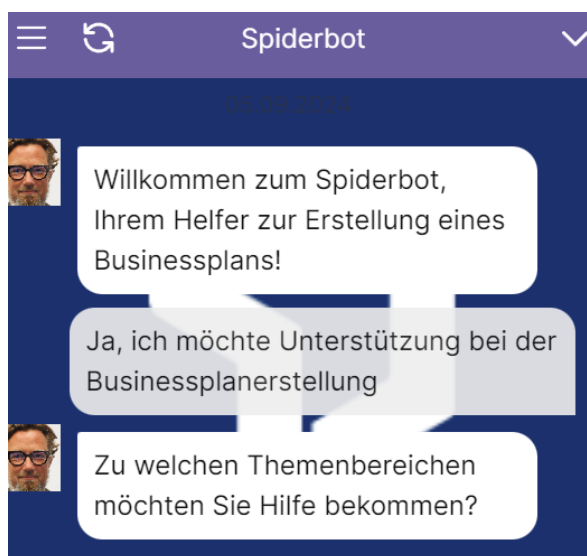 Spiderbot
Willkommen zum Spiderbot,
Ihrem Helfer zur Erstellung eines
Businessplans!
Ja, ich möchte Unterstützung bei der
Businessplanerstellung
Zu welchen Themenbereichen
möchten Sie Hilfe bekommen?